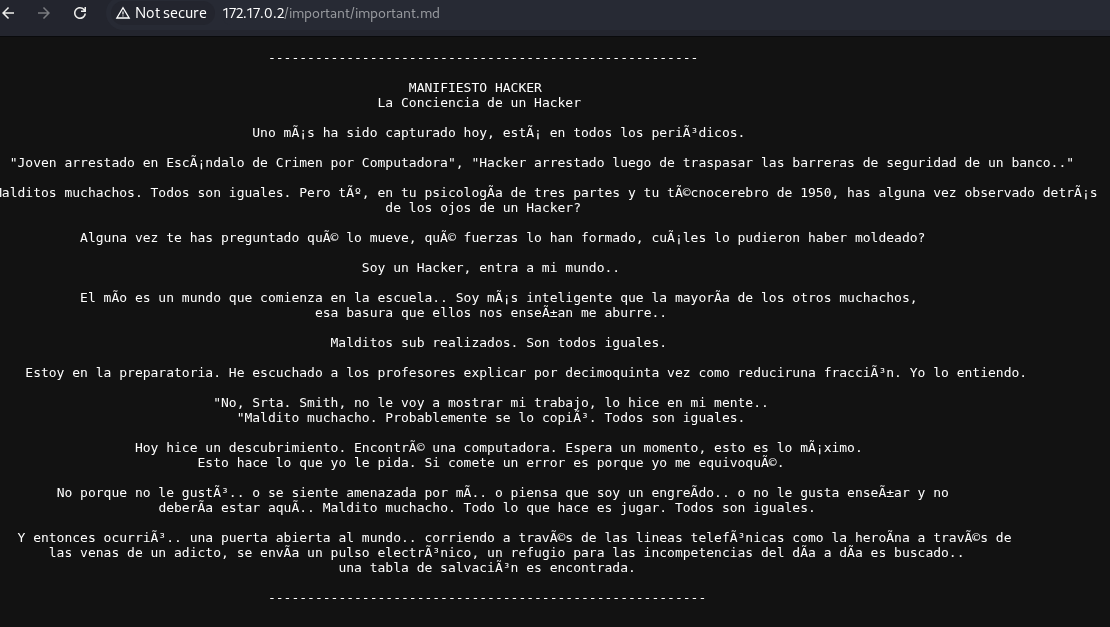 Not secure 172.17.0.2/important/important.md
-------------------------------------------------------
MANIFIESTO HACKER
La Conciencia de un Hacker
Uno mÃ¡s ha sido capturado hoy, estÃ¡ en todos los periÃ³dicos.
"Joven arrestado en EscÃ¡ndalo de Crimen por Computadora", "Hacker arrestado luego de traspasar las barreras de seguridad de un banco.."
alditos muchachos. Todos son iguales. Pero tÃº, en tu psicologÃa de tres partes y tu tÃ©cnocerebro de 1950, has alguna vez observado detrÃ¡s
de los ojos de un Hacker?
Alguna vez te has preguntado quÃ© lo mueve, quÃ© fuerzas lo han formado, cuÃ¡les lo pudieron haber moldeado?
Soy un Hacker, entra a mi mundo..
El mÃo es un mundo que comienza en la escuela.. Soy mÃ¡s inteligente que la mayorÃa de los otros muchachos,
esa basura que ellos nos enseÃ±an me aburre..
Malditos sub realizados. Son todos iguales.
Estoy en la preparatoria. He escuchado a los profesores explicar por decimoquinta vez como reduciruna fracciÃ³n. Yo lo entiendo.
"No, Srta. Smith, no le voy a mostrar mi trabajo, lo hice en mi mente..
"Maldito muchacho. Probablemente se lo copiÃ³. Todos son iguales.
Hoy hice un descubrimiento. EncontrÃ© una computadora. Espera un momento, esto es lo mÃ¡ximo.
Esto hace lo que yo le pida. Si comete un error es porque yo me equivoquÃ©.
No porque no le gustÃ³.. o se siente amenazada por mÃ.. o piensa que soy un engreÃdo.. o no le gusta enseÃ±ar y no
deberÃa estar aquÃ.. Maldito muchacho. Todo lo que hace es jugar. Todos son iguales.
Y entonces ocurriÃ³.. una puerta abierta al mundo.. corriendo a travÃ©s de las lineas telefÃ³nicas como la heroÃna a travÃ©s de
las venas de un adicto, se envÃa un pulso electrÃ³nico, un refugio para las incompetencias del dÃa a dÃa es buscado..
una tabla de salvaciÃ³n es encontrada.
--------------------------------------------------------